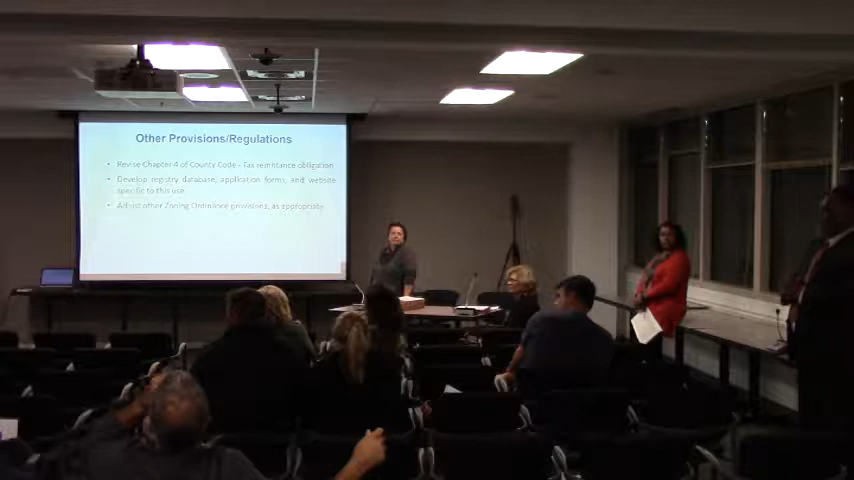 Other Provisions/Regulations
• Revise Chapter 4 of County Code - Tax remittance obligation
• Develop registry database, application forms, and website
specific to this use.
• Adjust other Zoning Ordinance provisions, as appropriate.